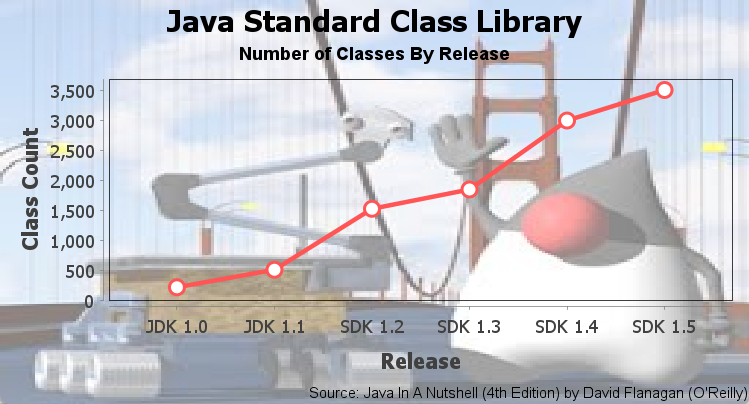 Java Standard Class Library
Number of Classes By Release
3,500
3,000
2,500
2,000
1,500
1,000
500
0
Class Count
JDK 1.0 JDK 1.1 SDK 1.2 SDK 1.3 SDK 1.4 SDK 1.5
Release
Source: Java In A Nutshell (4th Edition) by David Flanagan (O'Reilly)